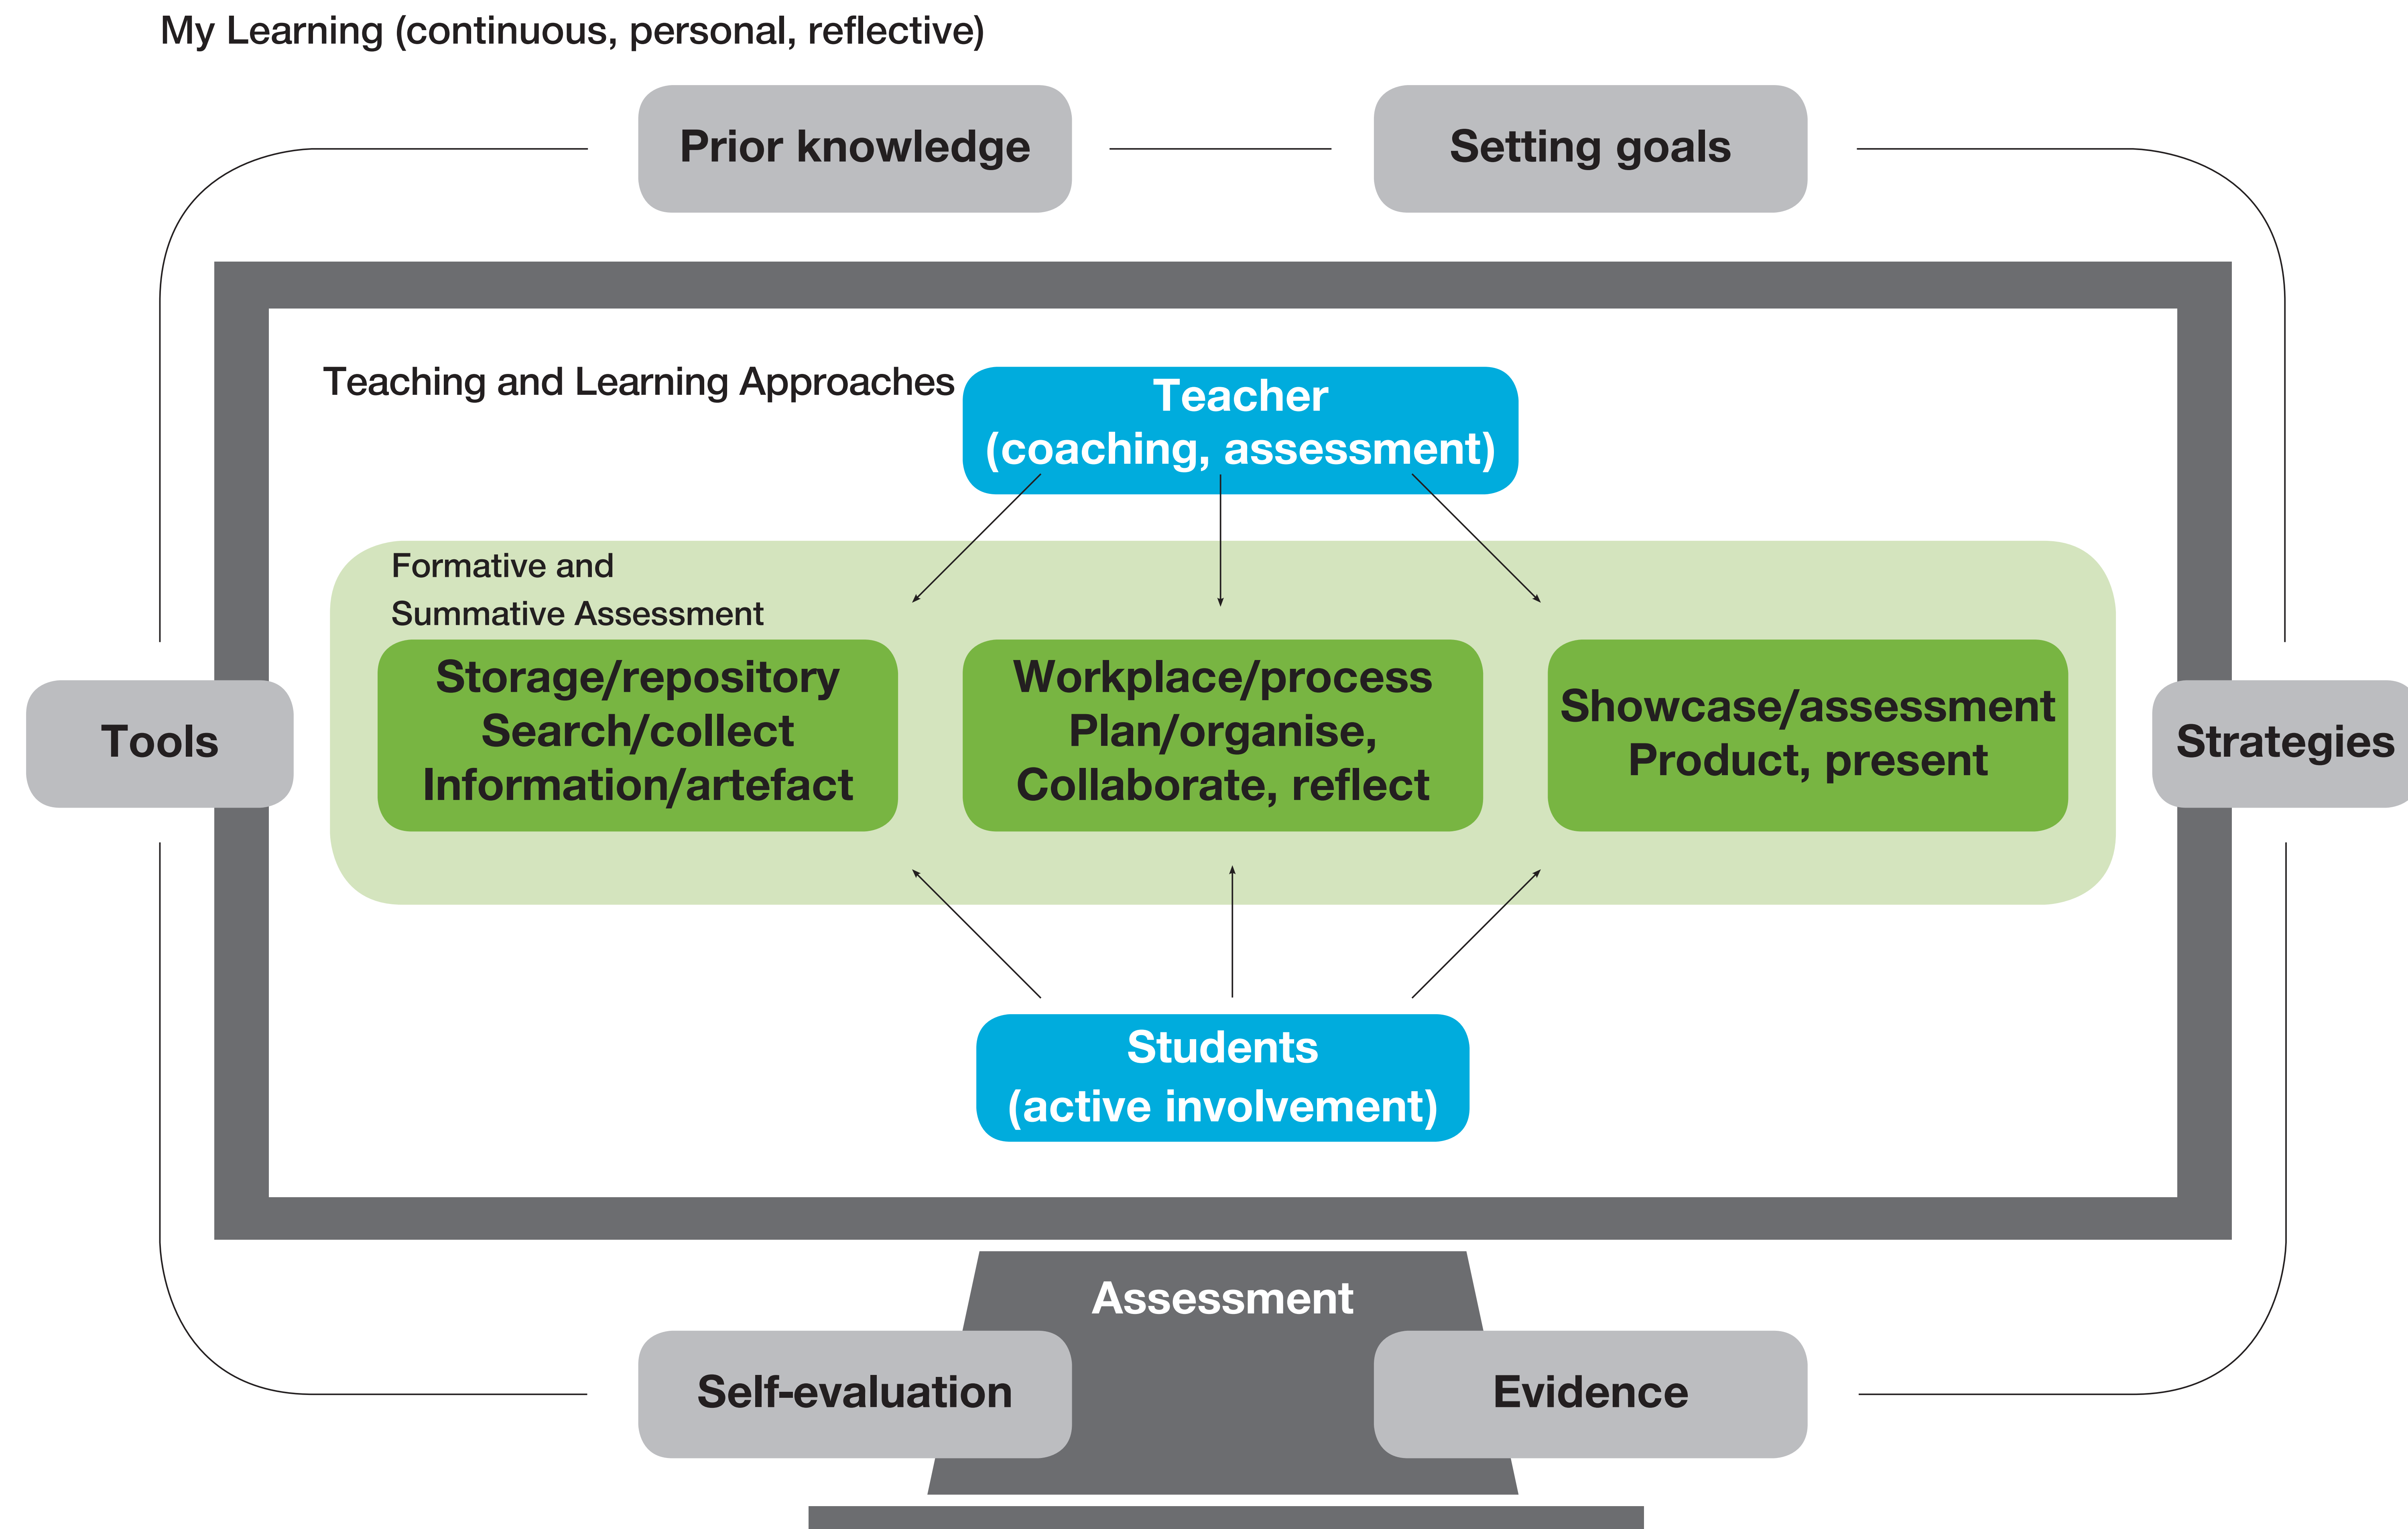 My Learning (continuous, personal, reflective)
Prior knowledge
Setting goals
Teaching and Learning Approaches
Teacher
(coaching, assessment)
Formative and
Summative Assessment
Storage/repository
Search/collect
Information/artefact
Workplace/process
Plan/organise,
Collaborate, reflect
Showcase/assessment
Product, present
Tools
Strategies
Students
(active involvement)
Assessment
Self-evaluation
Evidence